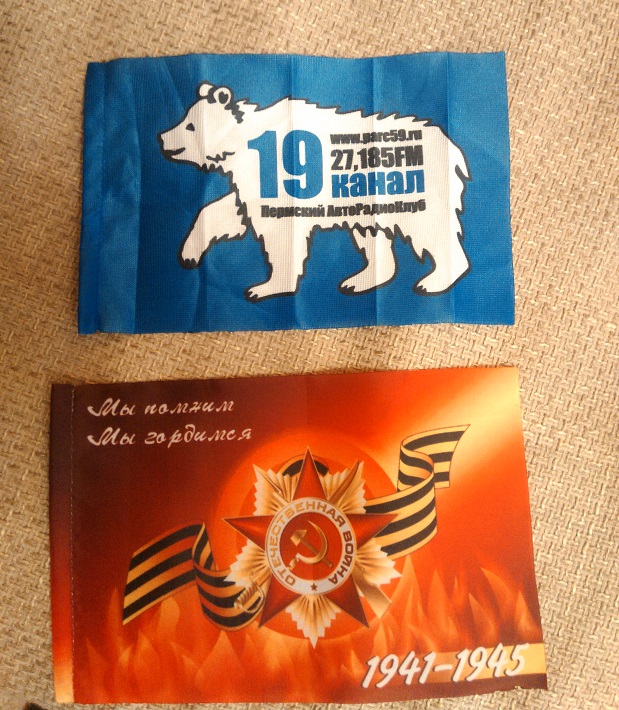 www.parc59.ru
19
27,185FM
канал
Пермский АвтоРадиоКлуб
Мы помним
Мы гордимся
ОТЕЧЕСТВЕННАЯ ВОЙНА
1941-1945